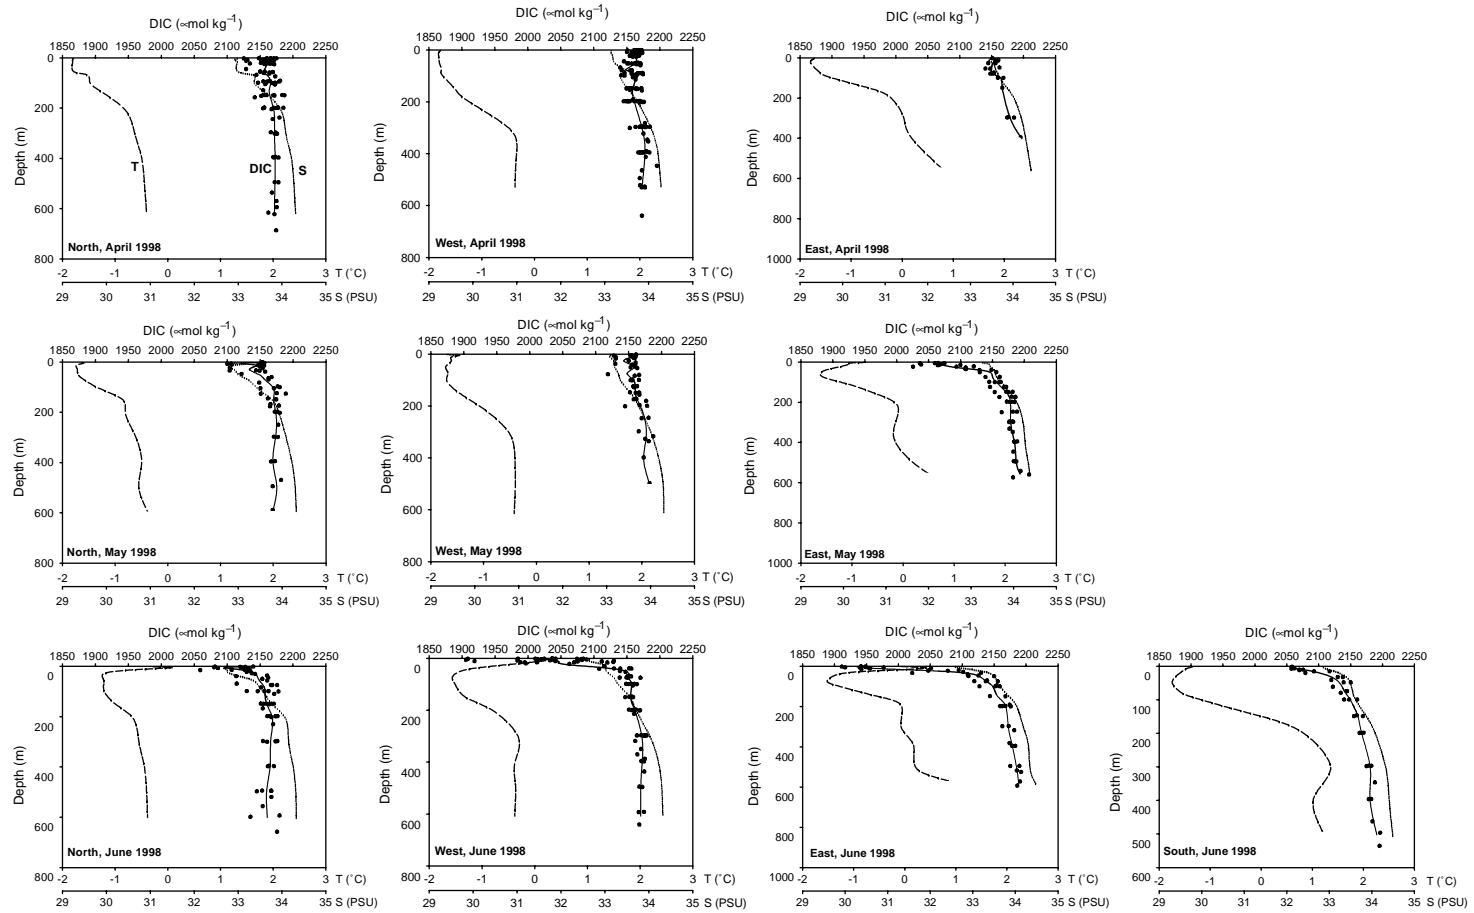 DIC (∝mol kg⁻¹)
1850 1900 1950 2000 2050 2100 2150 2200 2250
0
200
400
600
800
Depth (m)
T
DIC
S
North, April 1998
-2 -1 0 1 2 3 T (˚C)
29 30 31 32 33 34 35 S (PSU)
DIC (∝mol kg⁻¹)
1850 1900 1950 2000 2050 2100 2150 2200 2250
0
200
400
600
800
Depth (m)
West, April 1998
-2 -1 0 1 2 3 T (˚C)
29 30 31 32 33 34 35 S (PSU)
DIC (∝mol kg⁻¹)
1850 1900 1950 2000 2050 2100 2150 2200 2250
0
200
400
600
800
1000
Depth (m)
East, April 1998
-2 -1 0 1 2 3 T (˚C)
29 30 31 32 33 34 35 S (PSU)
DIC (∝mol kg⁻¹)
1850 1900 1950 2000 2050 2100 2150 2200 2250
0
200
400
600
800
Depth (m)
North, May 1998
-2 -1 0 1 2 3 T (˚C)
29 30 31 32 33 34 35 S (PSU)
DIC (∝mol kg⁻¹)
1850 1900 1950 2000 2050 2100 2150 2200 2250
0
200
400
600
800
Depth (m)
West, May 1998
-2 -1 0 1 2 3 T (˚C)
29 30 31 32 33 34 35 S (PSU)
DIC (∝mol kg⁻¹)
1850 1900 1950 2000 2050 2100 2150 2200 2250
0
200
400
600
800
1000
Depth (m)
East, May 1998
-2 -1 0 1 2 3 T (˚C)
29 30 31 32 33 34 35 S (PSU)
DIC (∝mol kg⁻¹)
1850 1900 1950 2000 2050 2100 2150 2200 2250
0
200
400
600
800
Depth (m)
North, June 1998
-2 -1 0 1 2 3 T (˚C)
29 30 31 32 33 34 35 S (PSU)
DIC (∝mol kg⁻¹)
1850 1900 1950 2000 2050 2100 2150 2200 2250
0
200
400
600
800
Depth (m)
West, June 1998
-2 -1 0 1 2 3 T (˚C)
29 30 31 32 33 34 35 S (PSU)
DIC (∝mol kg⁻¹)
1850 1900 1950 2000 2050 2100 2150 2200 2250
0
200
400
600
800
1000
Depth (m)
East, June 1998
-2 -1 0 1 2 3 T (˚C)
29 30 31 32 33 34 35 S (PSU)
DIC (∝mol kg⁻¹)
1850 1900 1950 2000 2050 2100 2150 2200 2250
0
100
200
300
400
500
600
Depth (m)
South, June 1998
-2 -1 0 1 2 3 T (˚C)
29 30 31 32 33 34 35 S (PSU)